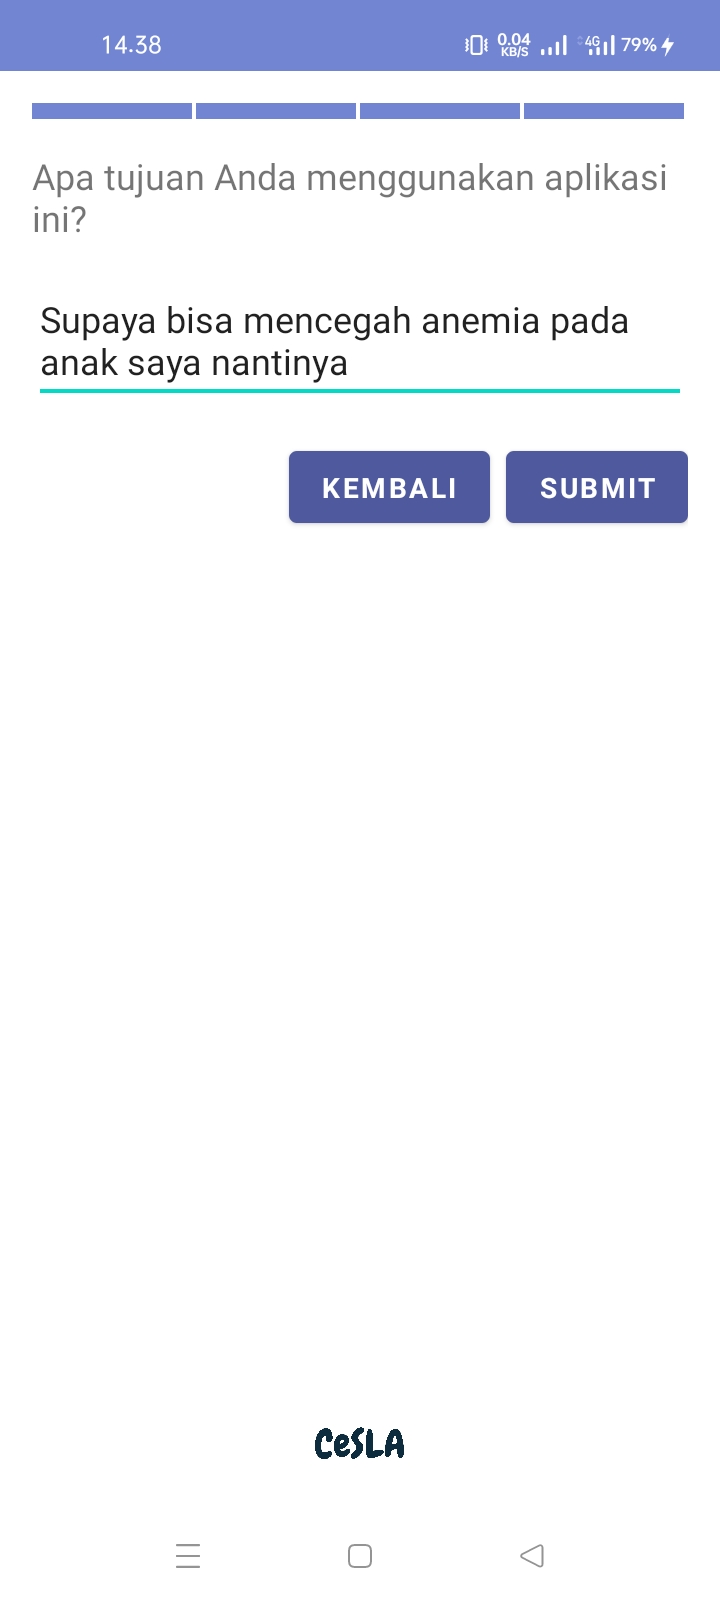 14.38 0.04 KB/S 4G 79%
Apa tujuan Anda menggunakan aplikasi
ini?
Supaya bisa mencegah anemia pada
anak saya nantinya
KEMBALI SUBMIT
CeSLA